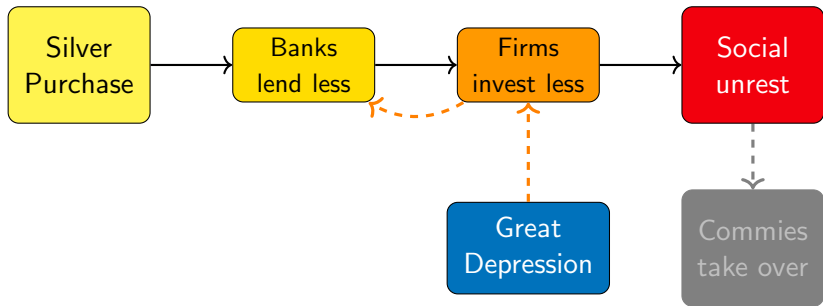 Silver
Purchase
Banks
lend less
Firms
invest less
Social
unrest
Great
Depression
Commies
take over